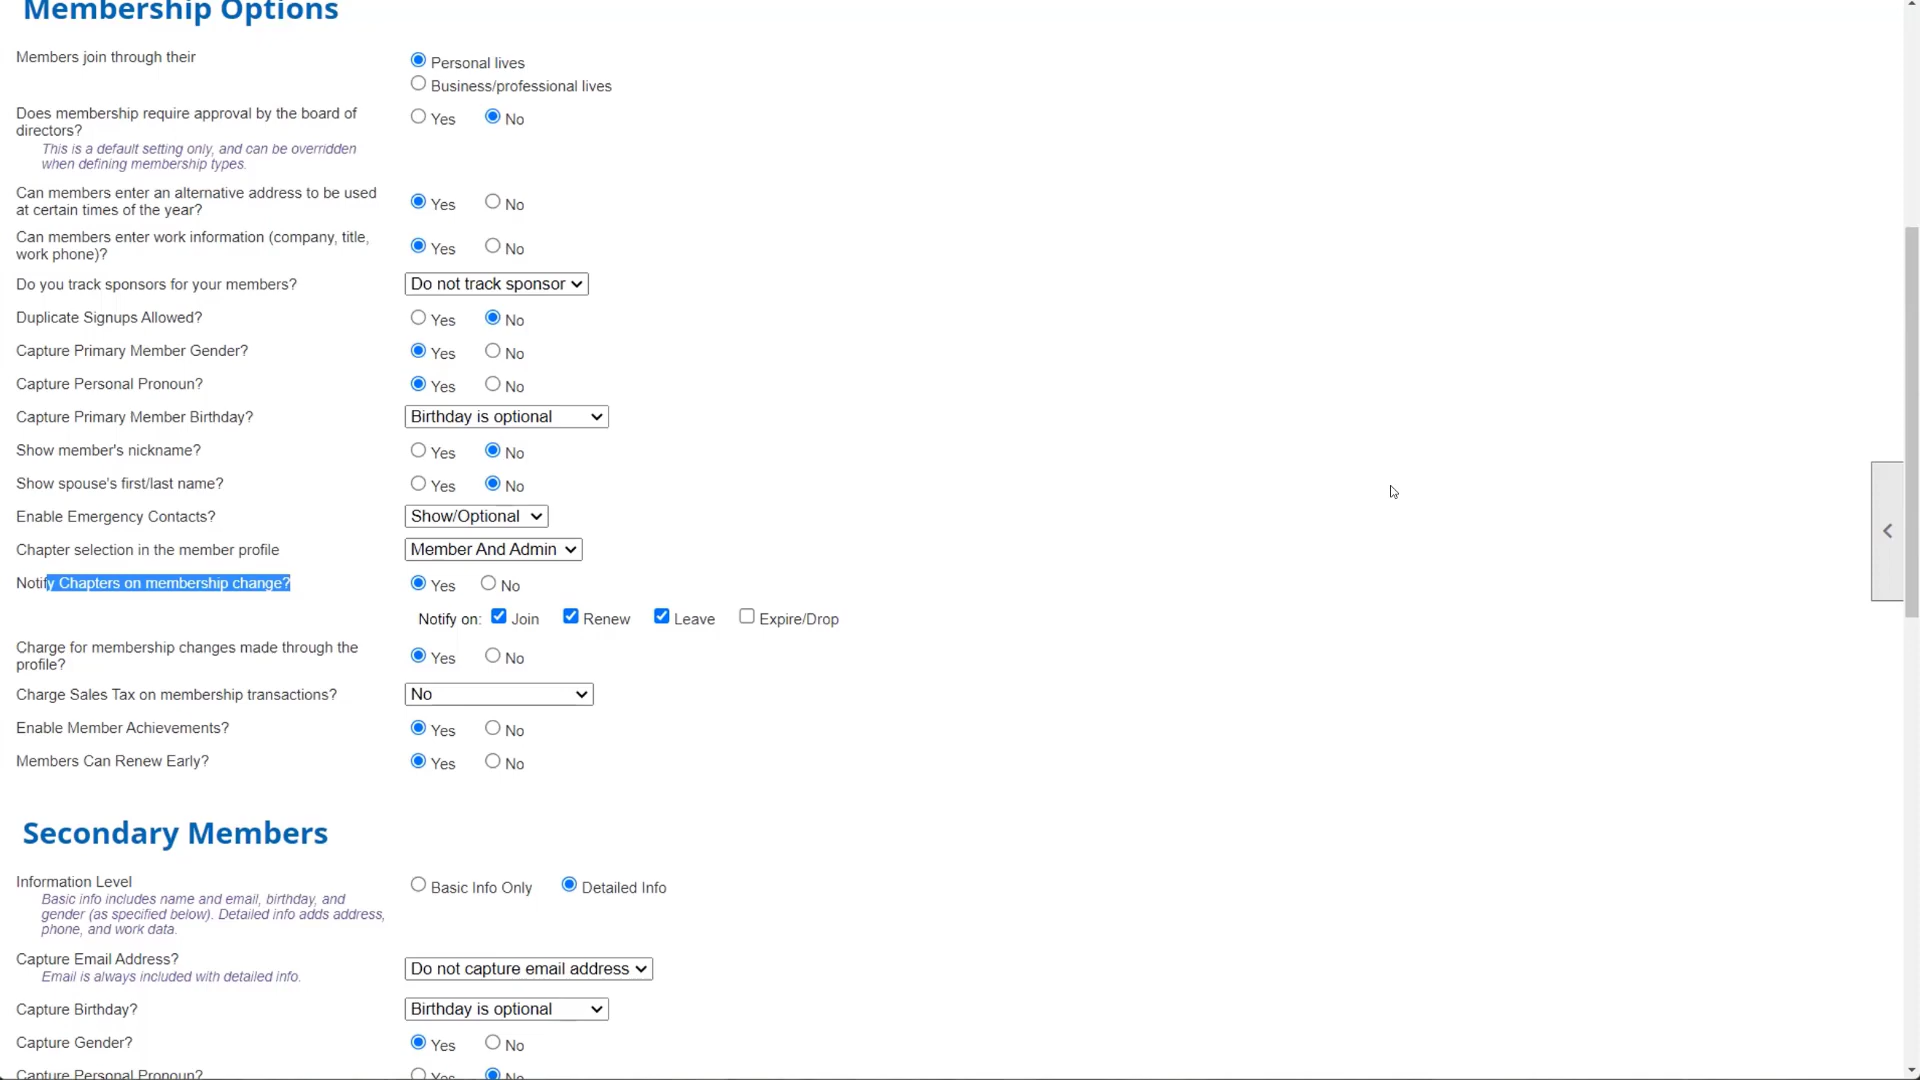 Membership Options
Members join through their
Personal lives
Business/professional lives
Does membership require approval by the board of
directors?
Yes No
This is a default setting only, and can be overridden
when defining membership types.
Can members enter an alternative address to be used
at certain times of the year?
Yes No
Can members enter work information (company, title,
work phone)?
Yes No
Do you track sponsors for your members? Do not track sponsor
Duplicate Signups Allowed? Yes No
Capture Primary Member Gender? Yes No
Capture Personal Pronoun? Yes No
Capture Primary Member Birthday? Birthday is optional
Show member's nickname? Yes No
Show spouse's first/last name? Yes No
Enable Emergency Contacts? Show/Optional
Chapter selection in the member profile Member And Admin
Notify Chapters on membership change? Yes No
Notify on: Join Renew Leave Expire/Drop
Charge for membership changes made through the
profile?
Yes No
Charge Sales Tax on membership transactions? No
Enable Member Achievements? Yes No
Members Can Renew Early? Yes No
Secondary Members
Information Level Basic Info Only Detailed Info
Basic info includes name and email, birthday, and
gender (as specified below). Detailed info adds address,
phone, and work data.
Capture Email Address? Do not capture email address
Email is always included with detailed info.
Capture Birthday? Birthday is optional
Capture Gender? Yes No
Capture Personal Pronoun? Yes No